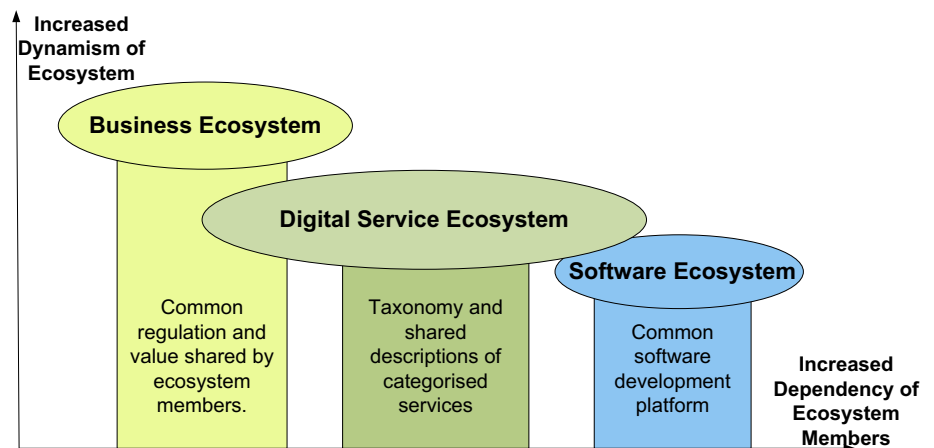 Increased
Dynamism of
Ecosystem
Business Ecosystem
Digital Service Ecosystem
Software Ecosystem
Common
regulation and
value shared by
ecosystem
members.
Taxonomy and
shared
descriptions of
categorised
services
Common
software
development
platform
Increased
Dependency of
Ecosystem
Members